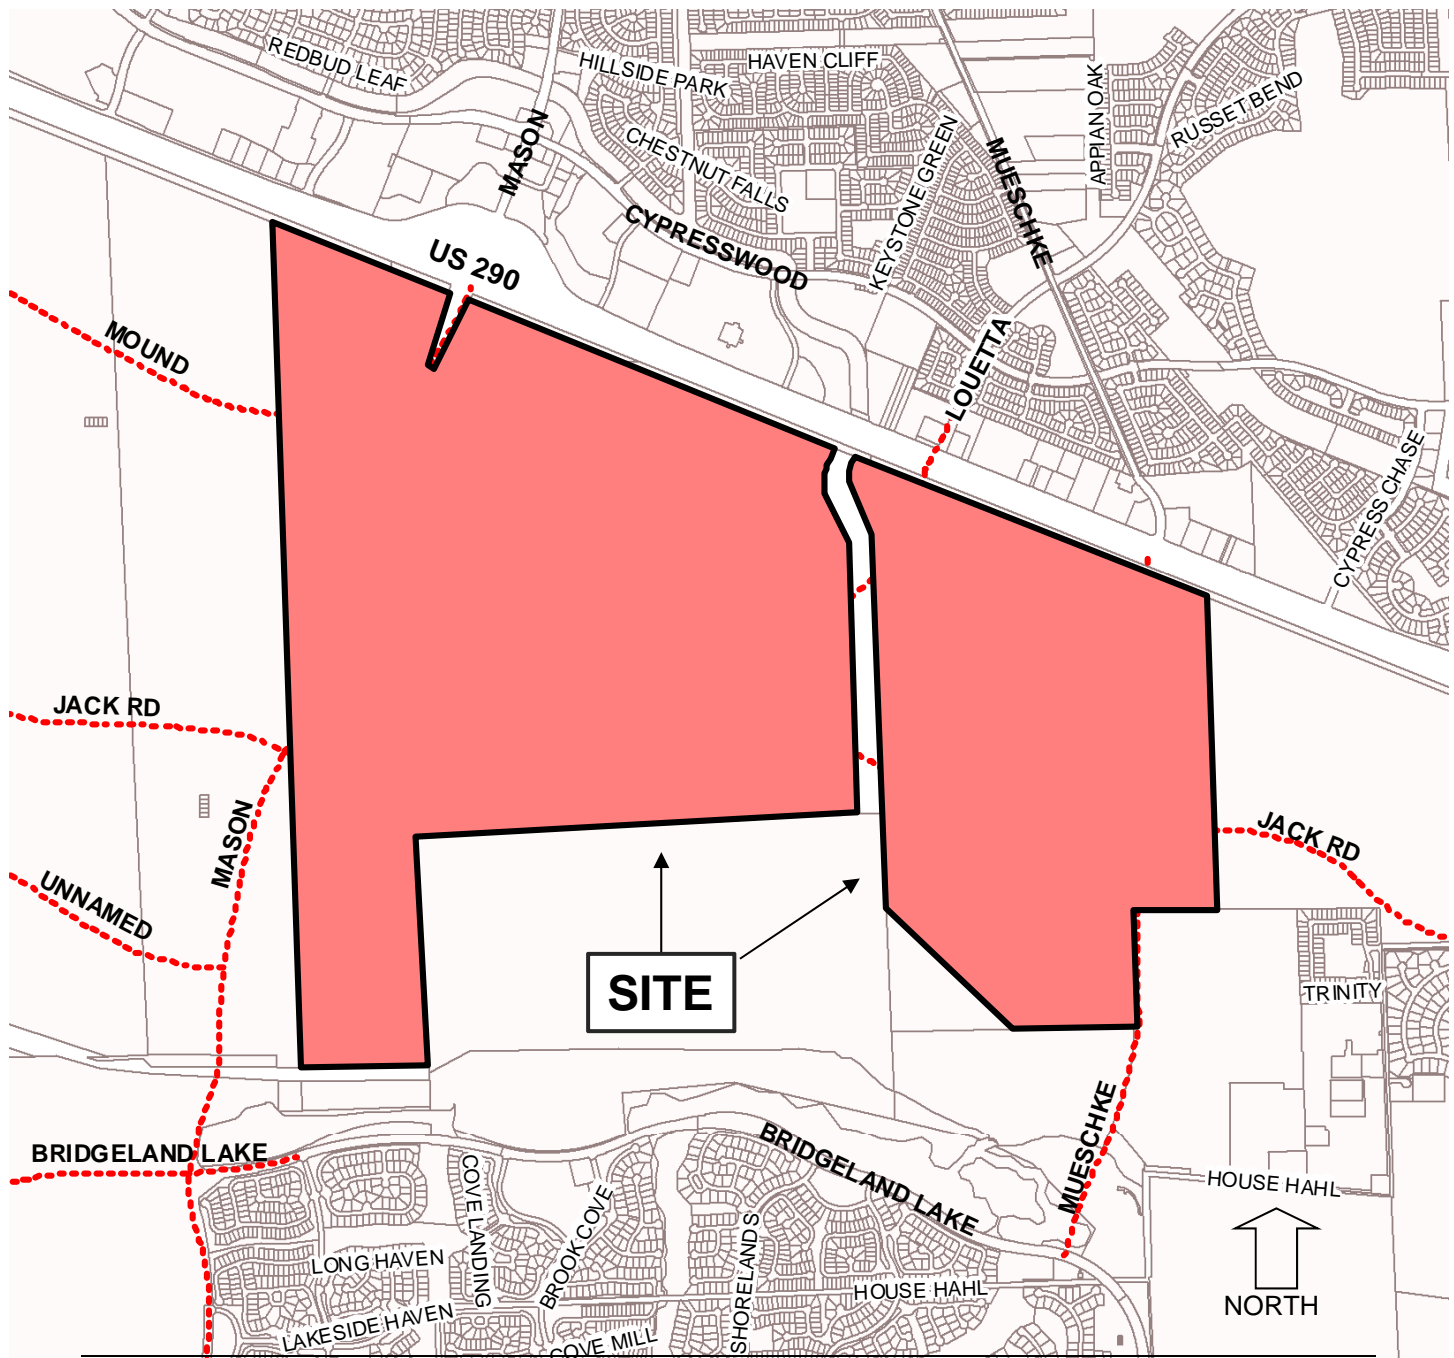 REDBUD LEAF
HILLSIDE PARK
HAVEN CLIFF
APPIAN OAK
RUSSET BEND
MASON
CHESTNUT FALLS
KEYSTONE GREEN
MUESCHKE
CYPRESSWOOD
US 290
MOUND
LOUETTA
CYPRESS CHASE
JACK RD
MASON
JACK RD
UNNAMED
SITE
TRINITY
BRIDGELAND LAKE
BRIDGELAND LAKE
MUESCHKE
HOUSE HAHL
COVE LANDING
BROOK COVE
SHORELANDS
LONG HAVEN
HOUSE HAHL
LAKESIDE HAVEN
COVE MILL
NORTH